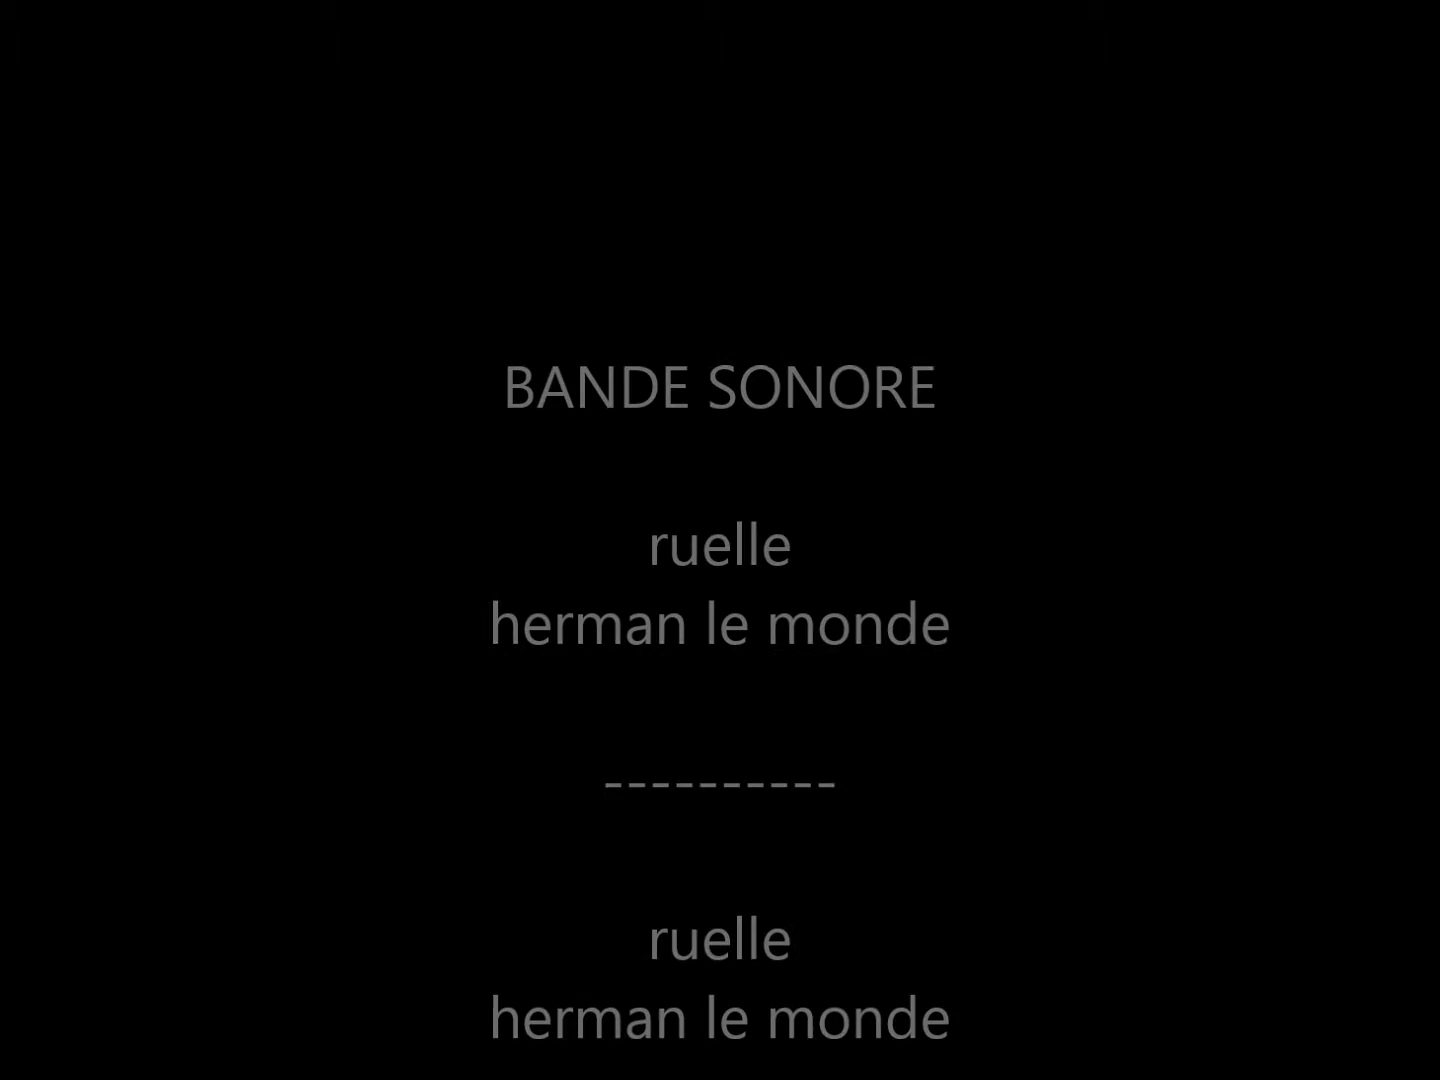 BANDE SONORE
ruelle
herman le monde
----------
ruelle
herman le monde